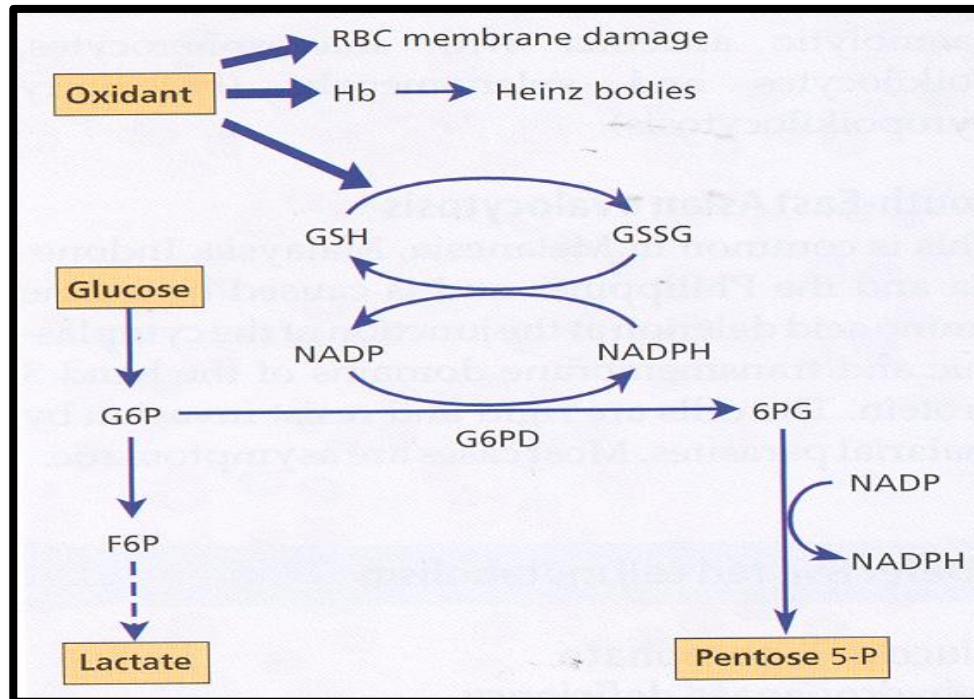 RBC membrane damage
Oxidant
Hb
Heinz bodies
GSH
GSSG
Glucose
NADP
NADPH
G6P
6PG
G6PD
NADP
F6P
NADPH
Lactate
Pentose 5-P